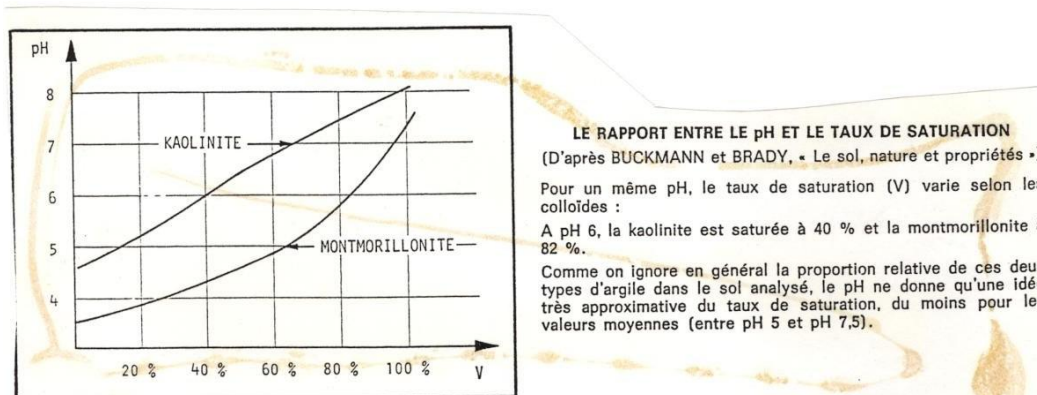 pH
8
7
6
5
4
KAOLINITE
MONTMORILLONITE
20 %
40 %
60 %
80 %
100 %
V
LE RAPPORT ENTRE LE pH ET LE TAUX DE SATURATION
(D'après BUCKMANN et BRADY, « Le sol, nature et propriétés »)
Pour un même pH, le taux de saturation (V) varie selon les
colloïdes :
A pH 6, la kaolinite est saturée à 40 % et la montmorillonite
82 %.
Comme on ignore en général la proportion relative de ces
types d'argile dans le sol analysé, le pH ne donne qu'une
très approximative du taux de saturation, du moins pour
valeurs moyennes (entre pH 5 et pH 7,5).